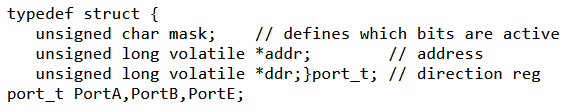 typedef struct {
   unsigned char mask;    // defines which bits are active
   unsigned long volatile *addr;       // address
   unsigned long volatile *ddr;}port_t; // direction reg
port_t PortA,PortB,PortE;